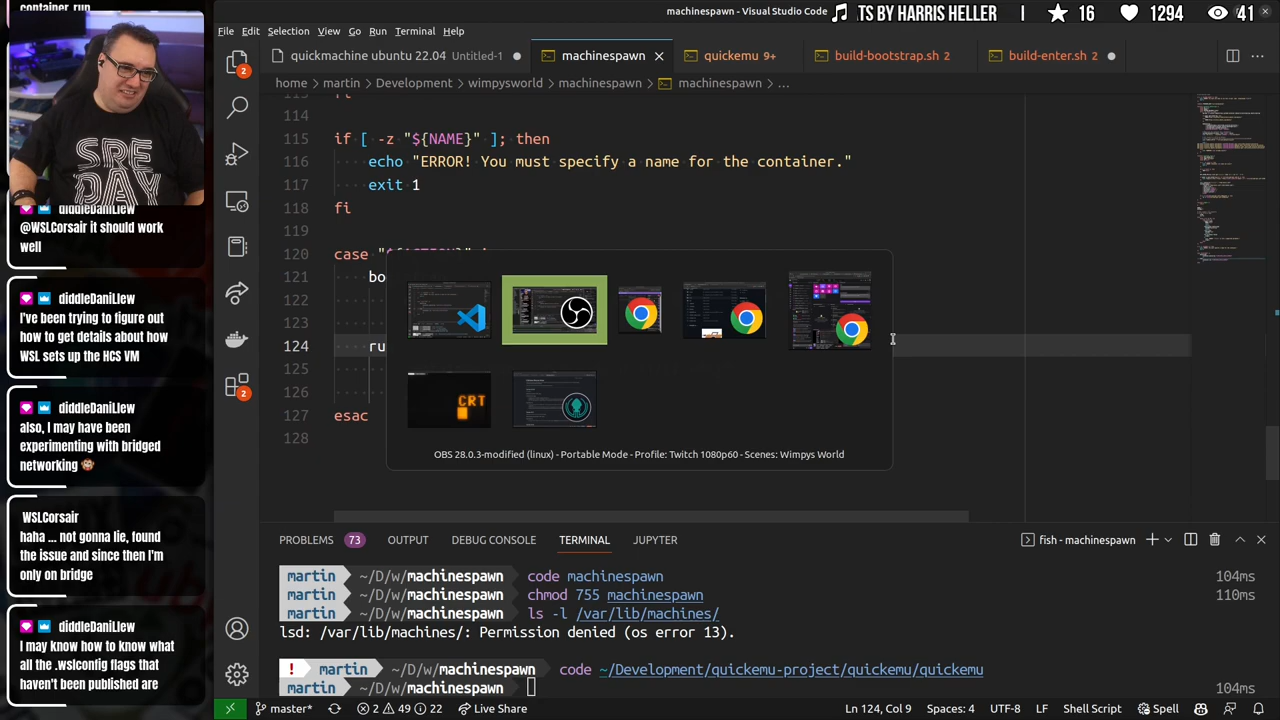 container run
SRE
DAY
diddleDaniLlew
@WSLCorsair it should work
well
diddleDaniLlew
I've been trying to figure out
how to get details about how
WSL sets up the HCS VM
diddleDaniLlew
also, I may have been
experimenting with bridged
networking
WSLCorsair
haha ... not gonna lie, found
the issue and since then I'm
only on bridge
diddleDaniLlew
I may know how to know what
all the .wslconfig flags that
haven't been published are
machinespawn - Visual Studio Code
TS BY HARRIS HELLER
16
1294
41
File Edit Selection View Go Run Terminal Help
quickmachine ubuntu 22.04 Untitled-1
machinespawn
quickemu 9+
build-bootstrap.sh 2
build-enter.sh 2
home > martin > Development > wimpysworld > machinespawn > machinespawn > ...
2
2
114
115 if [ -z "${NAME}" ];
116 echo "ERROR! You must specify a name for the container."
117 exit 1
118 fi
119
120 case
121 bo
122
123
124 ru
125
126
127 esac
128
CRT
OBS 28.0.3-modified (linux) - Portable Mode - Profile: Twitch 1080p60 - Scenes: Wimpys World
PROBLEMS 73 OUTPUT DEBUG CONSOLE TERMINAL JUPYTER
fish - machinespawn
martin ~/D/w/machinespawn code machinespawn 104ms
martin ~/D/w/machinespawn chmod 755 machinespawn 110ms
martin ~/D/w/machinespawn ls -l /var/lib/machines/
lsd: /var/lib/machines/: Permission denied (os error 13).
! martin ~/D/w/machinespawn code ~/Development/quickemu-project/quickemu/quickemu
martin ~/D/w/machinespawn 104ms
master* 2 49 22 Live Share
Ln 124, Col 9 Spaces: 4 UTF-8 LF Shell Script Spell